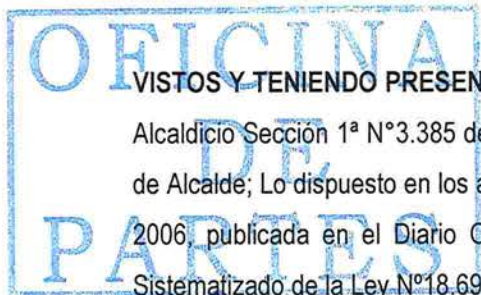 OFICINA
VISTOS Y TENIENDO PRESEN
Alcaldicio Sección 1ª N°3.385 de
DE
de Alcalde; Lo dispuesto en los a
2006, publicada en el Diario O
PARTES
Sistematizado de la Ley Nº18.69